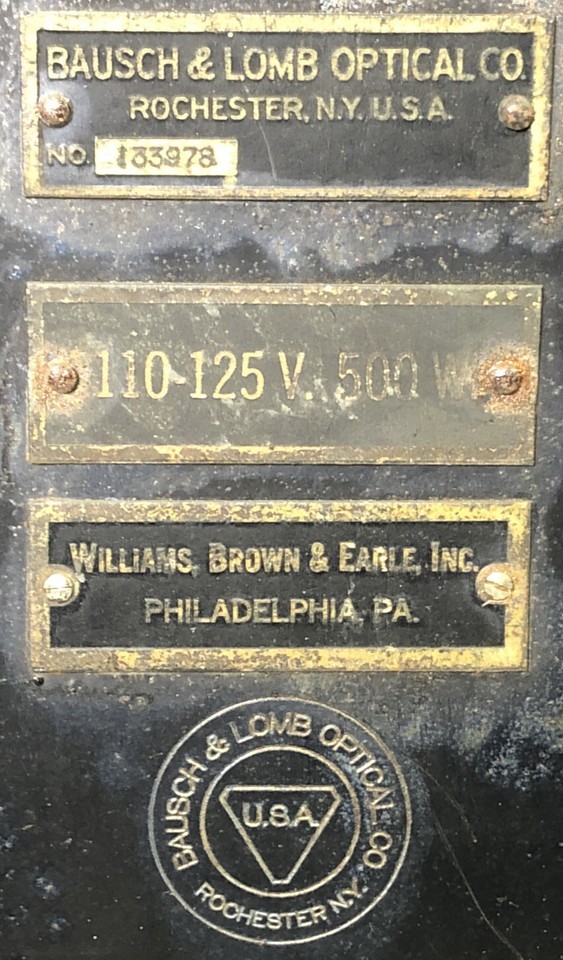 BAUSCH & LOMB OPTICAL CO.
ROCHESTER, N.Y. U.S.A.
NO. 133978
110-125 V. 500 W.
WILLIAMS, BROWN & EARLE, INC.
PHILADELPHIA, PA.
BAUSCH & LOMB OPTICAL CO
U.S.A.
ROCHESTER N.Y.